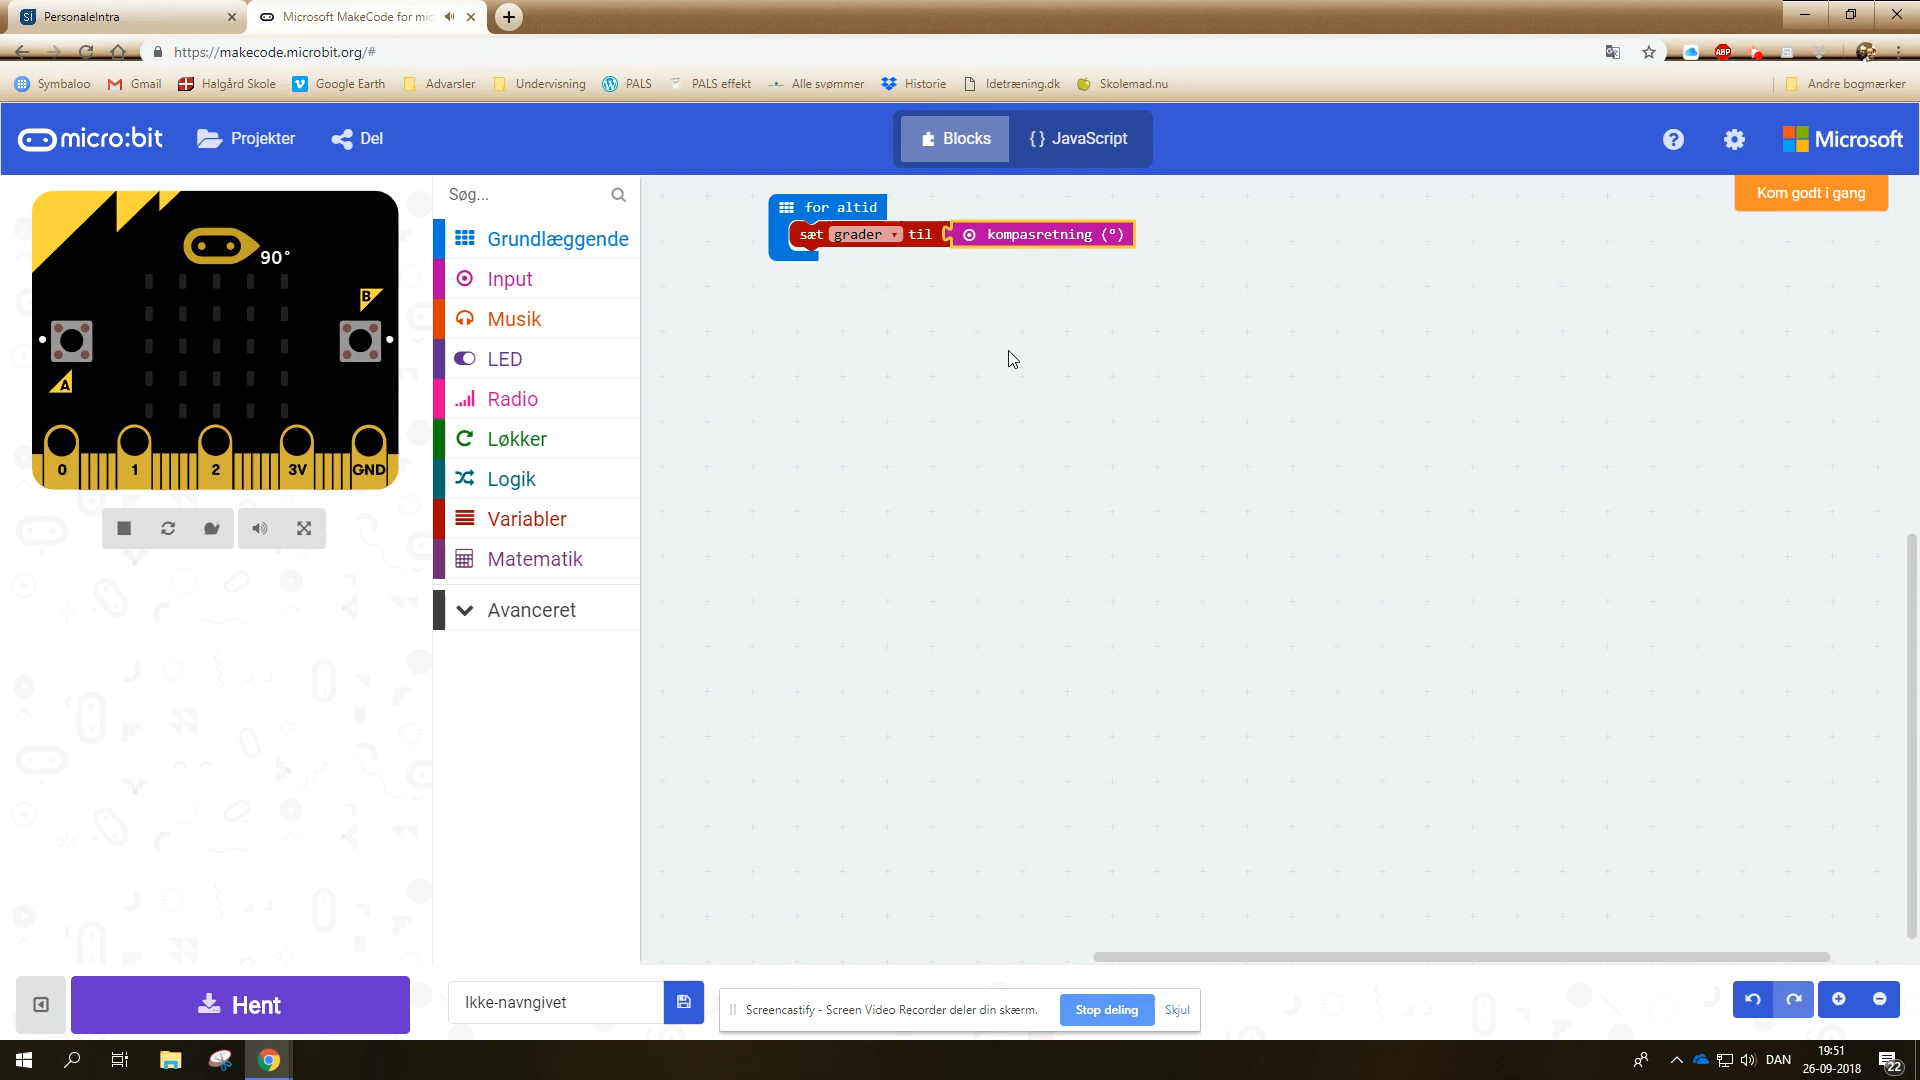 PersonaleIntra
Microsoft MakeCode for mic
https://makecode.microbit.org/#
Symbaloo
Gmail
Halgård Skole
Google Earth
Advarsler
Undervisning
PALS
PALS effekt
Alle svømmer
Historie
Idetræning.dk
Skolemad.nu
Andre bogmærker
micro:bit
Projekter
Del
Blocks
{} JavaScript
Microsoft
Kom godt i gang
Søg...
Grundlæggende
Input
Musik
LED
Radio
Løkker
Logik
Variabler
Matematik
Avanceret
for altid
sæt grader til kompasretning (°)
90°
B
A
0 1 2 3V GND
Hent
Ikke-navngivet
Screencastify - Screen Video Recorder deler din skærm.
Stop deling
Skjul
DAN
19:51
26-09-2018
22